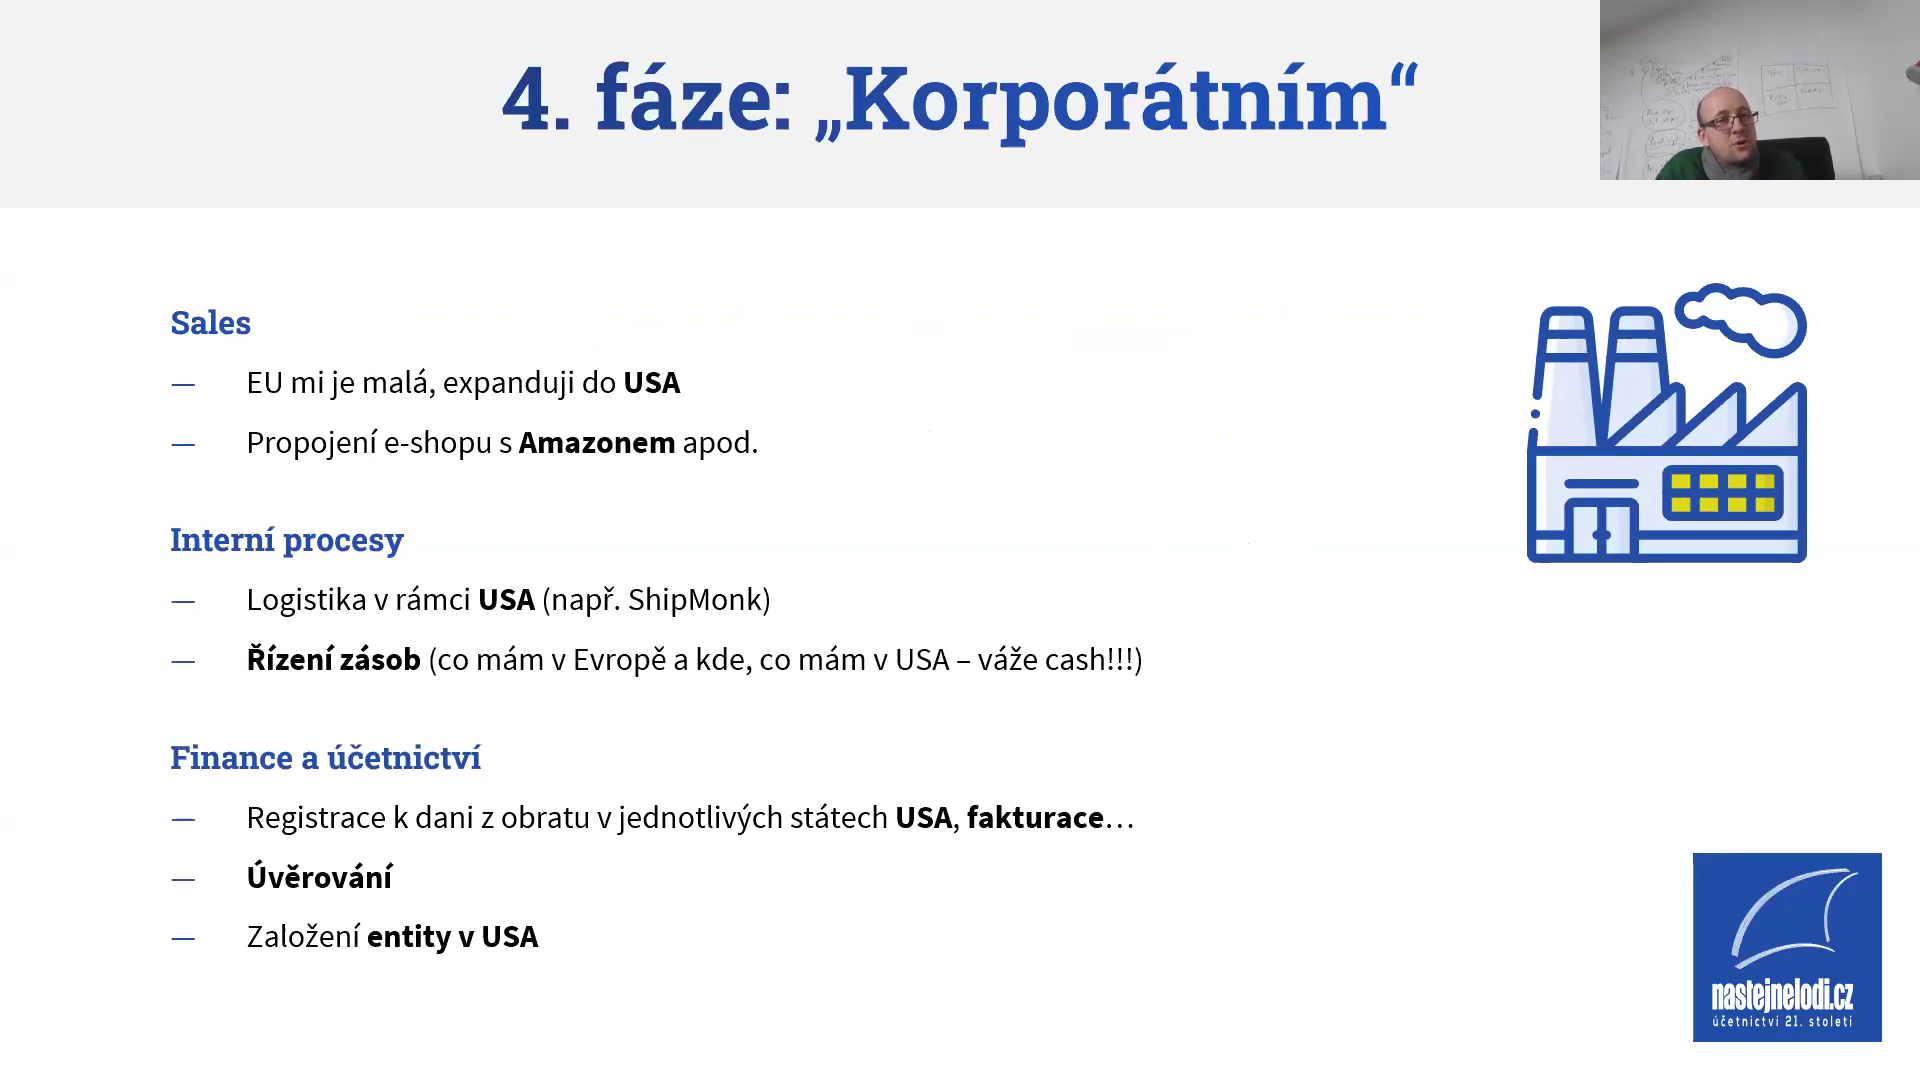 4. fáze: „Korporátním“
Sales
— EU mi je malá, expanduji do USA
— Propojení e-shopu s Amazonem apod.
Interní procesy
— Logistika v rámci USA (např. ShipMonk)
— Řízení zásob (co mám v Evropě a kde, co mám v USA – váže cash!!!)
Finance a účetnictví
— Registrace k dani z obratu v jednotlivých státech USA, fakturace…
— Úvěrování
— Založení entity v USA
nastejnelodi.cz
účetnictví 21. století